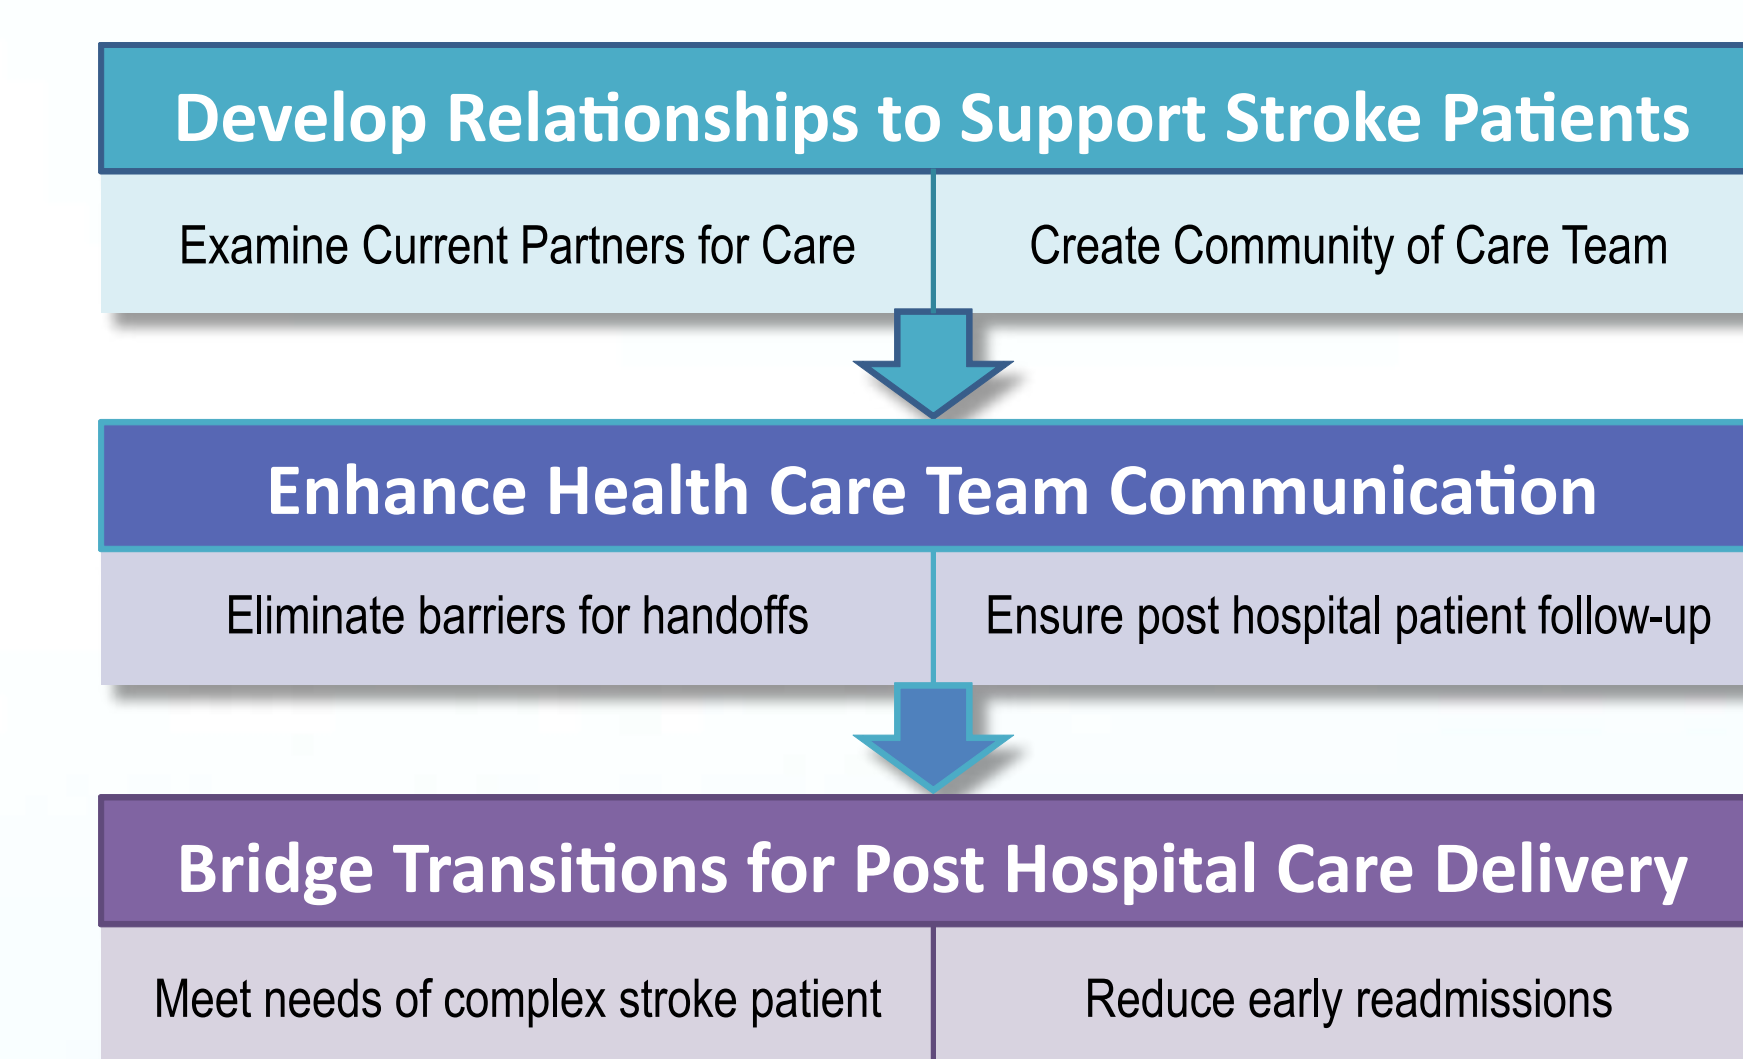 Develop Relationships to Support Stroke Patients
Examine Current Partners for Care
Create Community of Care Team
Enhance Health Care Team Communication
Eliminate barriers for handoffs
Ensure post hospital patient follow-up
Bridge Transitions for Post Hospital Care Delivery
Meet needs of complex stroke patient
Reduce early readmissions